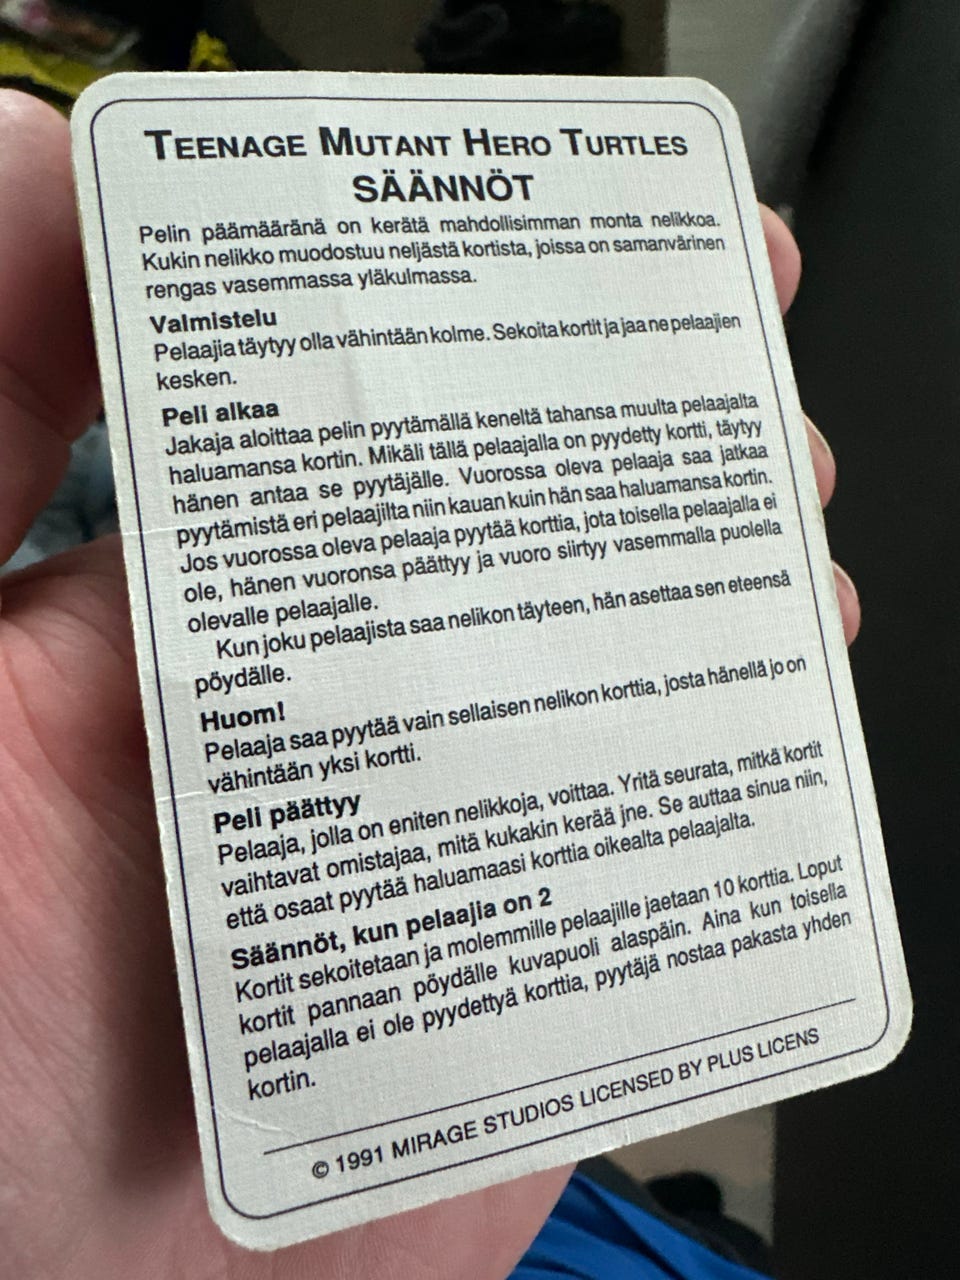 TEENAGE MUTANT HERO TURTLES
SÄÄNNÖT
Pelin päämääränä on kerätä mahdollisimman monta nelikkoa.
Kukin nelikko muodostuu neljästä kortista, joissa on samanvärinen
rengas vasemmassa yläkulmassa.
Valmistelu
Pelaajia täytyy olla vähintään kolme. Sekoita kortit ja jaa ne pelaajien
kesken.
Peli alkaa
Jakaja aloittaa pelin pyytämällä keneltä tahansa muulta pelaajalta
haluamansa kortin. Mikäli tällä pelaajalla on pyydetty kortti, täytyy
hänen antaa se pyytäjälle. Vuorossa oleva pelaaja saa jatkaa
pyytämistä eri pelaajilta niin kauan kuin hän saa haluamansa kortin.
Jos vuorossa oleva pelaaja pyytää korttia, jota toisella pelaajalla ei
ole, hänen vuoronsa päättyy ja vuoro siirtyy vasemmalla puolella
olevalle pelaajalle.
Kun joku pelaajista saa nelikon täyteen, hän asettaa sen eteensä
pöydälle.
Huom!
Pelaaja saa pyytää vain sellaisen nelikon korttia, josta hänellä jo on
vähintään yksi kortti.
Peli päättyy
Pelaaja, jolla on eniten nelikkoja, voittaa. Yritä seurata, mitkä kortit
vaihtavat omistajaa, mitä kukakin kerää jne. Se auttaa sinua niin,
että osaat pyytää haluamaasi korttia oikealta pelaajalta.
Säännöt, kun pelaajia on 2
Kortit sekoitetaan ja molemmille pelaajille jaetaan 10 korttia. Loput
kortit pannaan pöydälle kuvapuoli alaspäin. Aina kun toisella
pelaajalla ei ole pyydettyä korttia, pyytäjä nostaa pakasta yhden
kortin.
© 1991 MIRAGE STUDIOS LICENSED BY PLUS LICENS